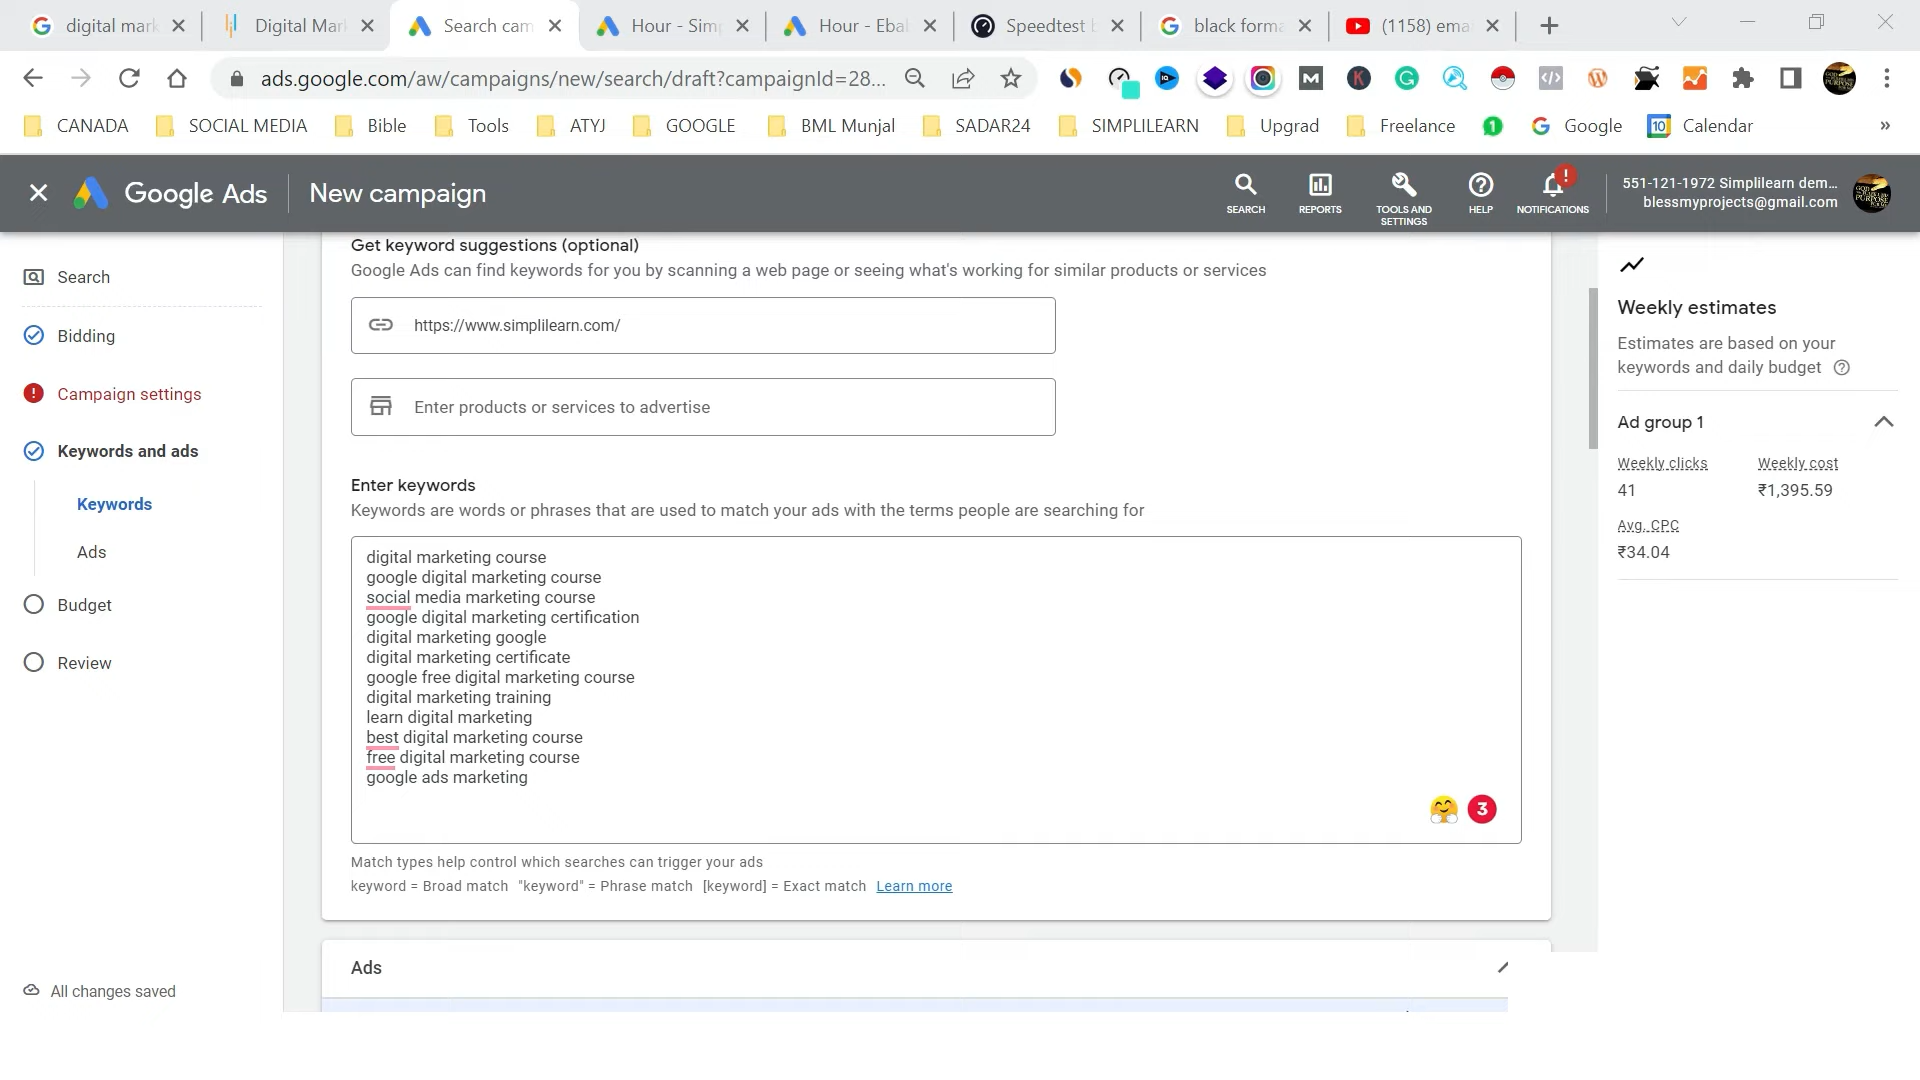 digital mark
Digital Mar
Search cam
Hour - Sim
Hour - Eba
Speedtest b
black forma
(1158) ema
ads.google.com/aw/campaigns/new/search/draft?campaignId=28...
CANADA
SOCIAL MEDIA
Bible
Tools
ATYJ
GOOGLE
BML Munjal
SADAR24
SIMPLILEARN
Upgrad
Freelance
1
Google
10
Calendar
»
Google Ads
New campaign
SEARCH
REPORTS
TOOLS AND
SETTINGS
HELP
NOTIFICATIONS
551-121-1972 Simplilearn dem...
blessmyprojects@gmail.com
Search
Bidding
Campaign settings
Keywords and ads
Keywords
Ads
Budget
Review
All changes saved
Get keyword suggestions (optional)
Google Ads can find keywords for you by scanning a web page or seeing what's working for similar products or services
https://www.simplilearn.com/
Enter products or services to advertise
Enter keywords
Keywords are words or phrases that are used to match your ads with the terms people are searching for
digital marketing course
google digital marketing course
social media marketing course
google digital marketing certification
digital marketing google
digital marketing certificate
google free digital marketing course
digital marketing training
learn digital marketing
best digital marketing course
free digital marketing course
google ads marketing
3
Match types help control which searches can trigger your ads
keyword = Broad match "keyword" = Phrase match [keyword] = Exact match Learn more
Ads
Weekly estimates
Estimates are based on your
keywords and daily budget
Ad group 1
Weekly clicks
Weekly cost
41
₹1,395.59
Avg. CPC
₹34.04